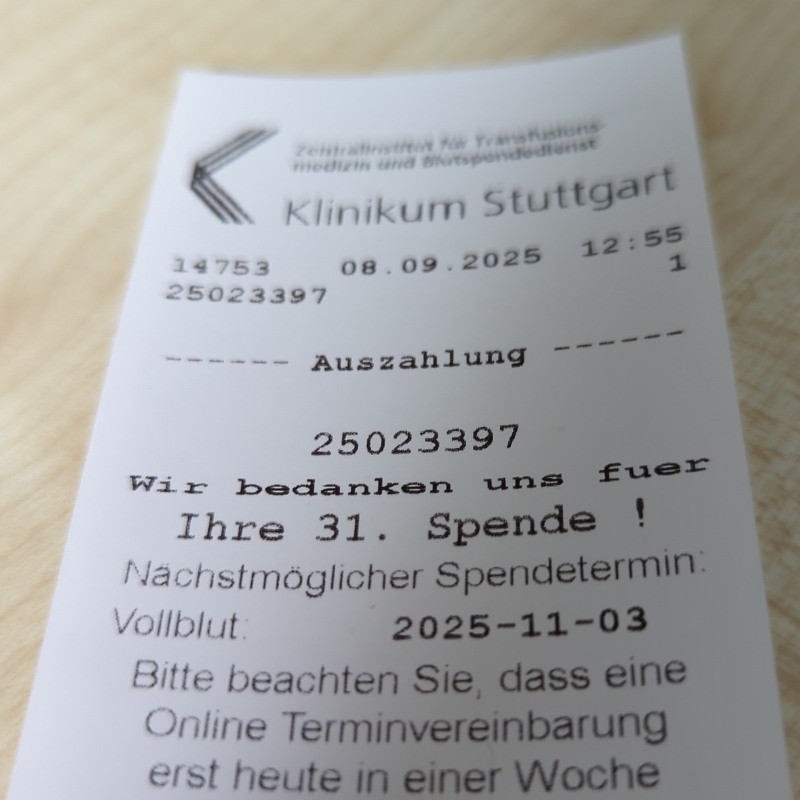 Zentralinstitut für Transfusions-
medizin und Blutspendedienst
Klinikum Stuttgart
14753 08.09.2025 12:55
25023397 1
------ Auszahlung ------
25023397
Wir bedanken uns fuer
Ihre 31. Spende !
Nächstmöglicher Spendetermin:
Vollblut: 2025-11-03
Bitte beachten Sie, dass eine
Online Terminvereinbarung
erst heute in einer Woche